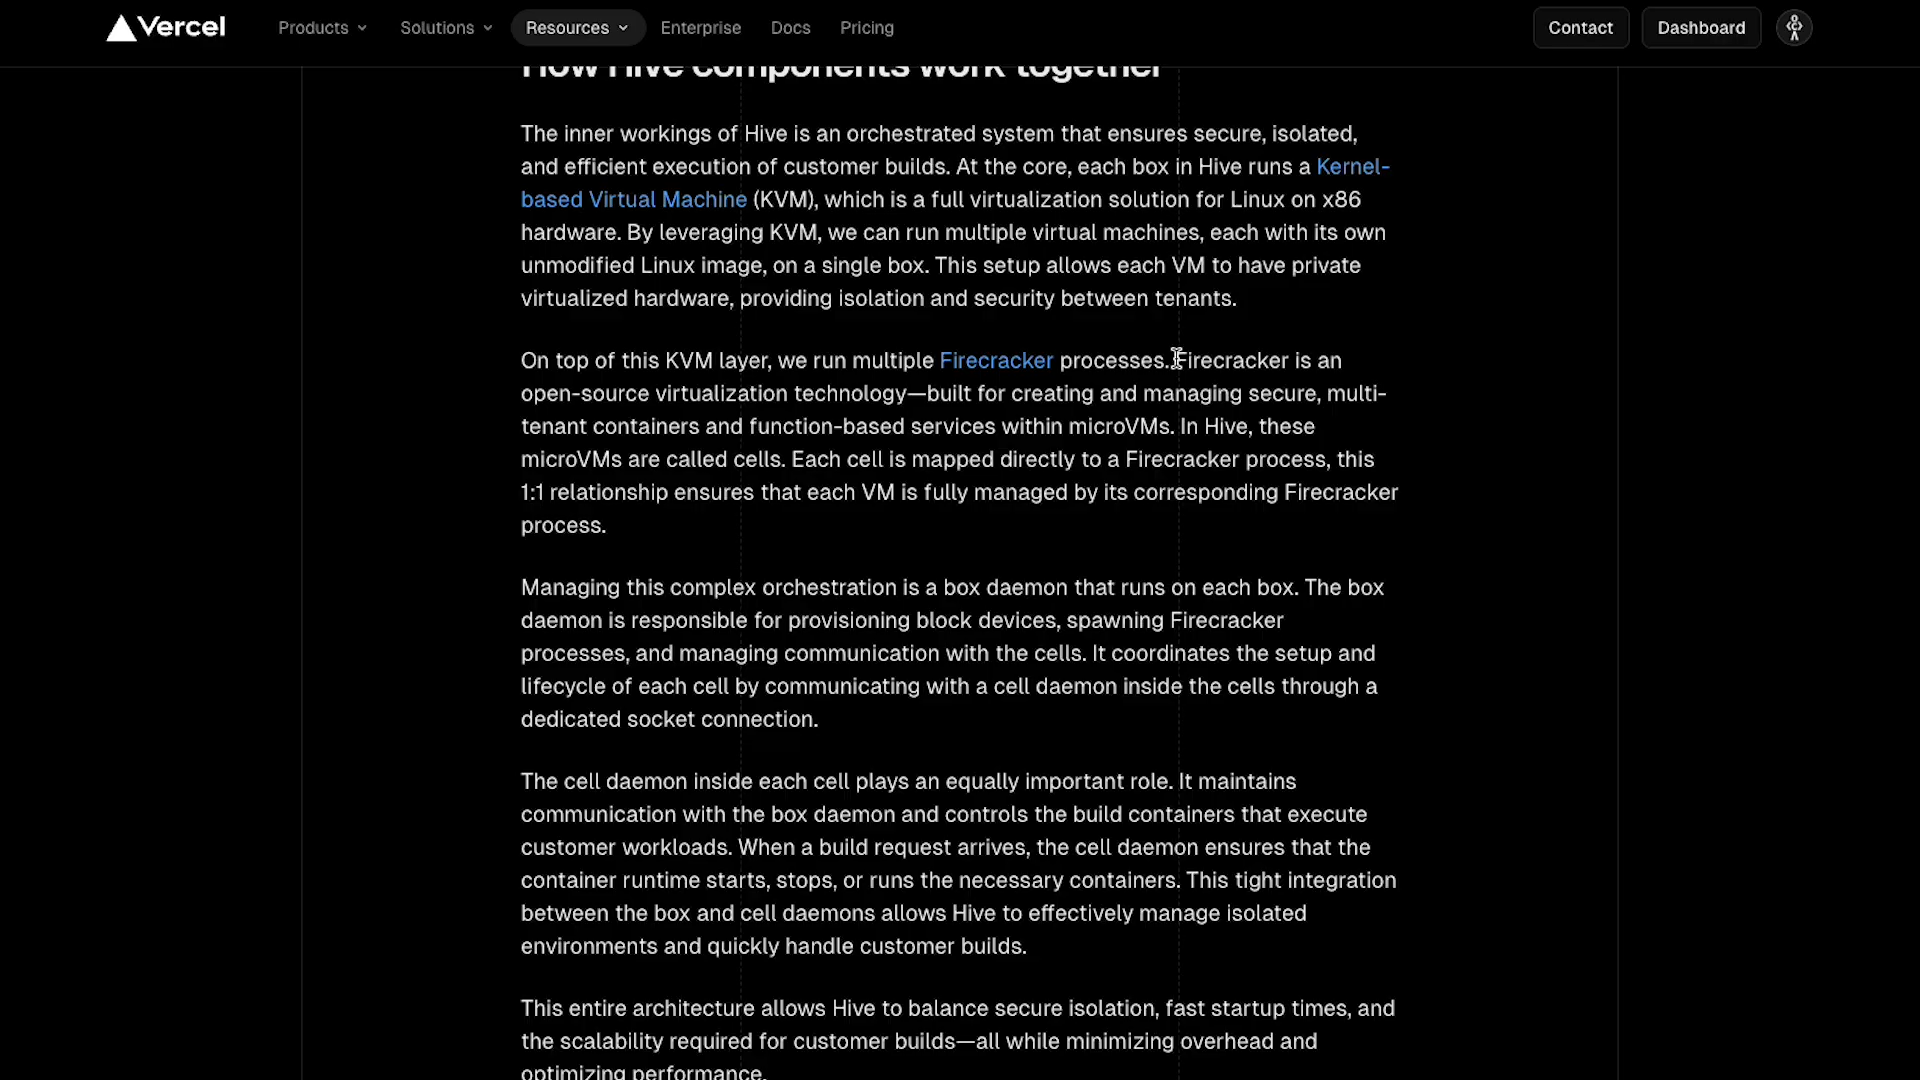 Vercel
Products
Solutions
Resources
Enterprise
Docs
Pricing
Contact
Dashboard
How Hive components work together
The inner workings of Hive is an orchestrated system that ensures secure, isolated,
and efficient execution of customer builds. At the core, each box in Hive runs a Kernel-
based Virtual Machine (KVM), which is a full virtualization solution for Linux on x86
hardware. By leveraging KVM, we can run multiple virtual machines, each with its own
unmodified Linux image, on a single box. This setup allows each VM to have private
virtualized hardware, providing isolation and security between tenants.
On top of this KVM layer, we run multiple Firecracker processes. Firecracker is an
open-source virtualization technology—built for creating and managing secure, multi-
tenant containers and function-based services within microVMs. In Hive, these
microVMs are called cells. Each cell is mapped directly to a Firecracker process, this
1:1 relationship ensures that each VM is fully managed by its corresponding Firecracker
process.
Managing this complex orchestration is a box daemon that runs on each box. The box
daemon is responsible for provisioning block devices, spawning Firecracker
processes, and managing communication with the cells. It coordinates the setup and
lifecycle of each cell by communicating with a cell daemon inside the cells through a
dedicated socket connection.
The cell daemon inside each cell plays an equally important role. It maintains
communication with the box daemon and controls the build containers that execute
customer workloads. When a build request arrives, the cell daemon ensures that the
container runtime starts, stops, or runs the necessary containers. This tight integration
between the box and cell daemons allows Hive to effectively manage isolated
environments and quickly handle customer builds.
This entire architecture allows Hive to balance secure isolation, fast startup times, and
the scalability required for customer builds—all while minimizing overhead and
optimizing performance.